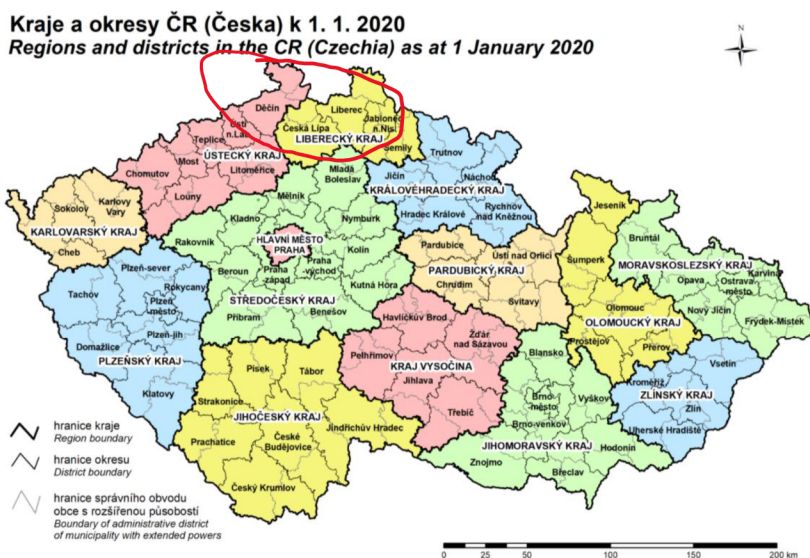 Kraje a okresy ČR (Česka) k 1. 1. 2020
Regions and districts in the CR (Czechia) as at 1 January 2020
Děčín
Ústí
n.Lab
Teplice
Most
ÚSTECKÝ KRAJ
Chomutov
Litoměřice
Louny
Liberec
Česká Lípa
Jablonec
n.Nis.
LIBERECKÝ KRAJ
Semily
Trutnov
Jičín
Náchod
KRÁLOVÉHRADECKÝ KRAJ
Hradec Králové
Rychnov
nad Kněžnou
Sokolov
Karlovy
Vary
KARLOVARSKÝ KRAJ
Cheb
Mladá
Boleslav
Mělník
Kladno
Nymburk
Rakovník
HLAVNÍ MĚSTO
PRAHA
Kolín
Beroun
Praha
západ
Praha
východ
Kutná Hora
STŘEDOČESKÝ KRAJ
Benešov
Příbram
Plzeň-sever
Rokycany
Tachov
Plzeň
město
Plzeň-jih
Domažlice
PLZEŇSKÝ KRAJ
Klatovy
Pardubice
Ústí nad Orlicí
PARDUBICKÝ KRAJ
Chrudim
Svitavy
Jeseník
Šumperk
Olomouc
OLOMOUCKÝ KRAJ
Prostějov
Přerov
Bruntál
MORAVSKOSLEZSKÝ KRAJ
Opava
Ostrava-
město
Karviná
Nový Jičín
Frýdek-Místek
Havlíčkův Brod
Žďár
nad Sázavou
Pelhřimov
KRAJ VYSOČINA
Jihlava
Třebíč
Písek
Tábor
Strakonice
JIHOČESKÝ KRAJ
Jindřichův Hradec
Prachatice
České
Budějovice
Český Krumlov
Blansko
Brno-
město
Vyškov
Brno-venkov
JIHOMORAVSKÝ KRAJ
Hodonín
Znojmo
Břeclav
Vsetín
Kroměříž
ZLÍNSKÝ KRAJ
Zlín
Uherské Hradiště
hranice kraje
Region boundary
hranice okresu
District boundary
hranice správního obvodu
obce s rozšířenou působostí
Boundary of administrative district
of municipality with extended powers
0 25 50 100 150 200 km